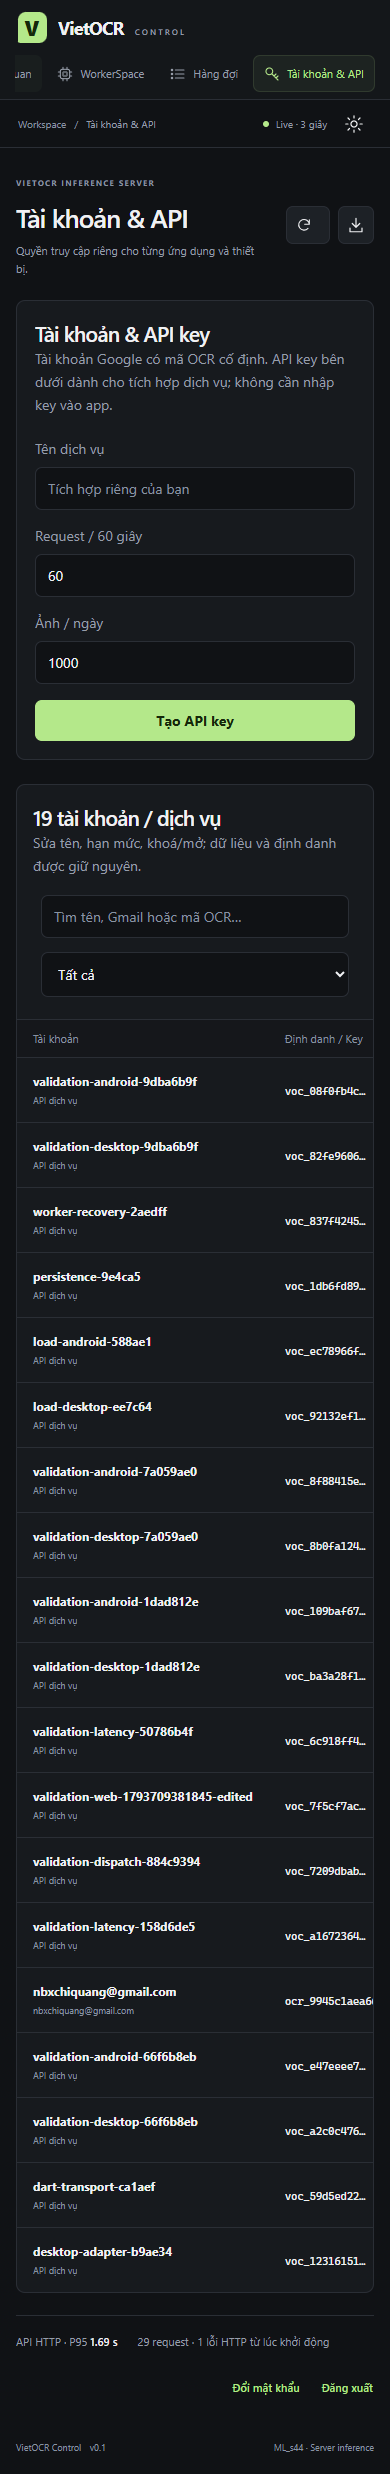 V VietOCR CONTROL
uan WorkerSpace Hàng đợi Tài khoản & API
Workspace / Tài khoản & API Live · 3 giây
VIETOCR INFERENCE SERVER
Tài khoản & API
Quyền truy cập riêng cho từng ứng dụng và thiết
bị.
Tài khoản & API key
Tài khoản Google có mã OCR cố định. API key bên
dưới dành cho tích hợp dịch vụ; không cần nhập
key vào app.
Tên dịch vụ
Tích hợp riêng của bạn
Request / 60 giây
60
Ảnh / ngày
1000
Tạo API key
19 tài khoản / dịch vụ
Sửa tên, hạn mức, khoá/mở; dữ liệu và định danh
được giữ nguyên.
Tìm tên, Gmail hoặc mã OCR...
Tất cả
Tài khoản Định danh / Key
validation-android-9dba6b9f voc_08f0fb4c…
API dịch vụ
validation-desktop-9dba6b9f voc_82fe9606…
API dịch vụ
worker-recovery-2aedff voc_837f4245…
API dịch vụ
persistence-9e4ca5 voc_1db6fd89…
API dịch vụ
load-android-588ae1 voc_ec78966f…
API dịch vụ
load-desktop-ee7c64 voc_92132ef1…
API dịch vụ
validation-android-7a059ae0 voc_8f88415e…
API dịch vụ
validation-desktop-7a059ae0 voc_8b0fa124…
API dịch vụ
validation-android-1dad812e voc_109baf67…
API dịch vụ
validation-desktop-1dad812e voc_ba3a28f1…
API dịch vụ
validation-latency-50786b4f voc_6c918ff4…
API dịch vụ
validation-web-1793709381845-edited voc_7f5cf7ac…
API dịch vụ
validation-dispatch-884c9394 voc_7209dbab…
API dịch vụ
validation-latency-158d6de5 voc_a1672364…
API dịch vụ
nbxchiquang@gmail.com ocr_9945c1aea6
nbxchiquang@gmail.com
validation-android-66f6b8eb voc_e47eeee7…
API dịch vụ
validation-desktop-66f6b8eb voc_a2c0c476…
API dịch vụ
dart-transport-ca1aef voc_59d5ed22…
API dịch vụ
desktop-adapter-b9ae34 voc_12316151…
API dịch vụ
API HTTP · P95 1.69 s 29 request · 1 lỗi HTTP từ lúc khởi động
Đổi mật khẩu Đăng xuất
VietOCR Control v0.1 ML_s44 · Server inference